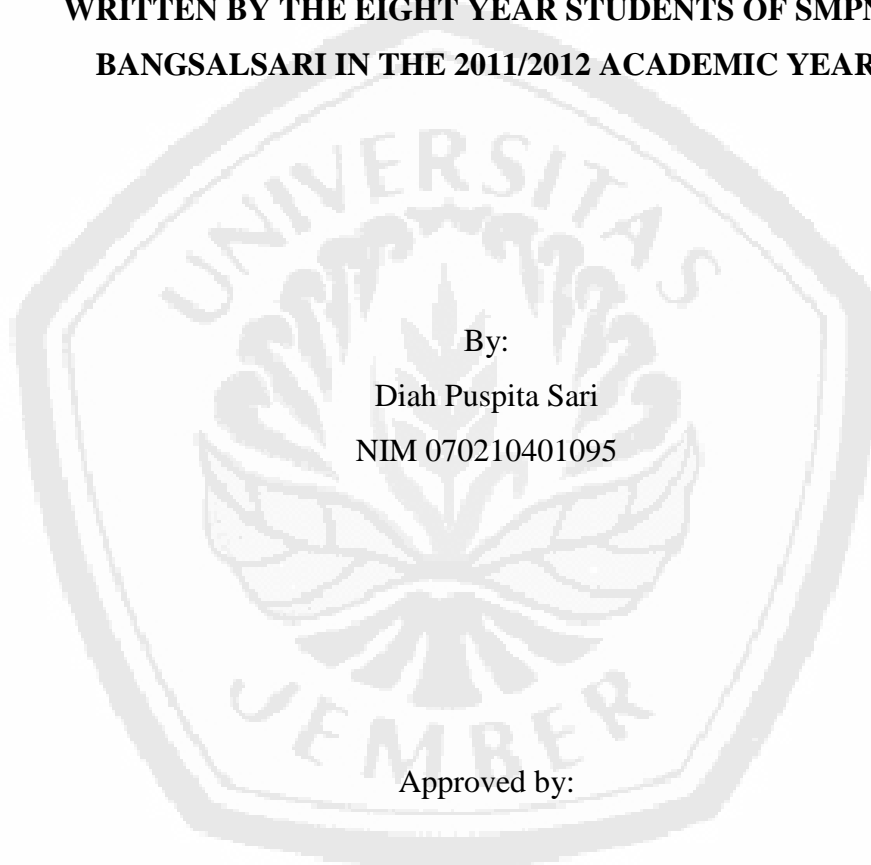 WRITTEN BY THE EIGHT YEAR STUDENTS OF SMPN
BANGSALSARI IN THE 2011/2012 ACADEMIC YEAR
UNIVERSITAS
By:
Diah Puspita Sari
NIM 070210401095
JEMBER
Approved by: